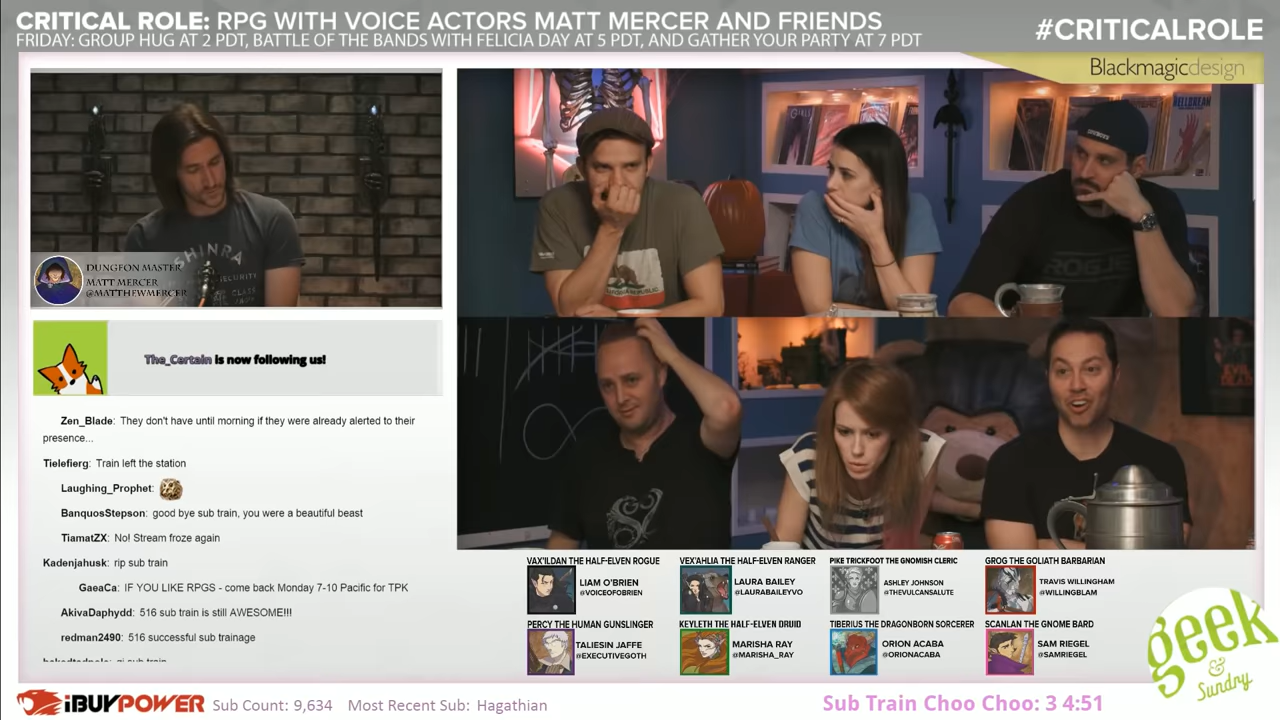 CRITICAL ROLE: RPG WITH VOICE ACTORS MATT MERCER AND FRIENDS
FRIDAY: GROUP HUG AT 2 PDT, BATTLE OF THE BANDS WITH FELICIA DAY AT 5 PDT, AND GATHER YOUR PARTY AT 7 PDT
#CRITICALROLE
Blackmagicdesign
SHINRA
SECURITY
DUNGEON MASTER
MATT MERCER
@MATTHEWMERCER
The_Certain is now following us!
Zen_Blade: They don't have until morning if they were already alerted to their
presence...
Tielefierg: Train left the station
Laughing_Prophet:
BanquosStepson: good bye sub train, you were a beautiful beast
TiamatZX: No! Stream froze again
Kadenjahusk: rip sub train
GaeaCa: IF YOU LIKE RPGS - come back Monday 7-10 Pacific for TPK
AkivaDaphydd: 516 sub train is still AWESOME!!!
redman2490: 516 successful sub trainage
VAX'ILDAN THE HALF-ELVEN ROGUE
LIAM O'BRIEN
@VOICEOFOBRIEN
VEX'AHLIA THE HALF-ELVEN RANGER
LAURA BAILEY
@LAURABAILEYVO
PIKE TRICKFOOT THE GNOMISH CLERIC
ASHLEY JOHNSON
@THEVULCANSALUTE
GROG THE GOLIATH BARBARIAN
TRAVIS WILLINGHAM
@WILLINGBLAM
PERCY THE HUMAN GUNSLINGER
TALIESIN JAFFE
@EXECUTIVEGOTH
KEYLETH THE HALF-ELVEN DRUID
MARISHA RAY
@MARISHA_RAY
TIBERIUS THE DRAGONBORN SORCERER
ORION ACABA
@ORIONACABA
SCANLAN THE GNOME BARD
SAM RIEGEL
@SAMRIEGEL
geek
&
Sundry
iBUYPOWER
Sub Count: 9,634 Most Recent Sub: Hagathian
Sub Train Choo Choo: 3 4:51